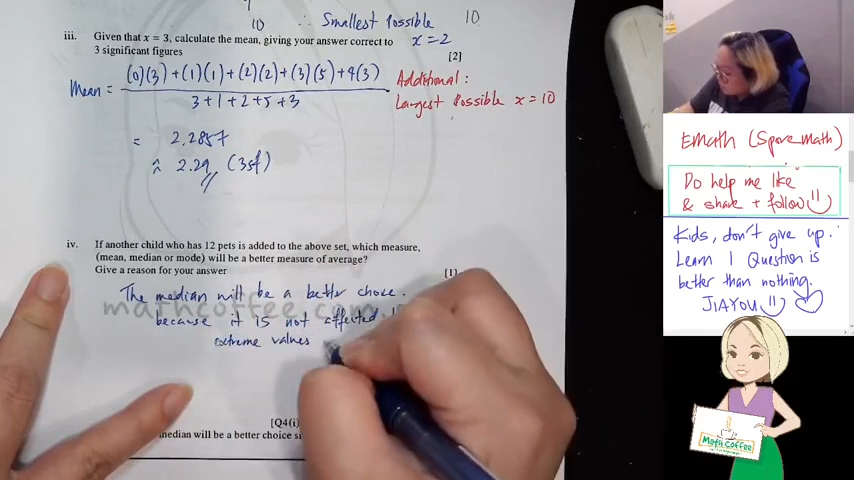 10
∴ Smallest Possible
10
x = 2
iii. Given that x = 3, calculate the mean, giving your answer correct to
3 significant figures
[2]
Mean = (0)(3) + (1)(1) + (2)(2) + (3)(5) + 4(3)
3 + 1 + 2 + 5 + 3
= 2.2857
≈ 2.29 (3sf)
Additional :
Largest Possible x = 10
iv. If another child who has 12 pets is added to the above set, which measure,
(mean, median or mode) will be a better measure of average?
Give a reason for your answer
[1]
The median will be a better choice.
because it is not affected
extreme values
mathcoffee.com
[Q4(i)
median will be a better choice si
EMath (Spore math)
Do help me like
& share + follow
Kids, don't give up.
Learn 1 Question is
better than nothing.
JIAYOU
Math Coffee